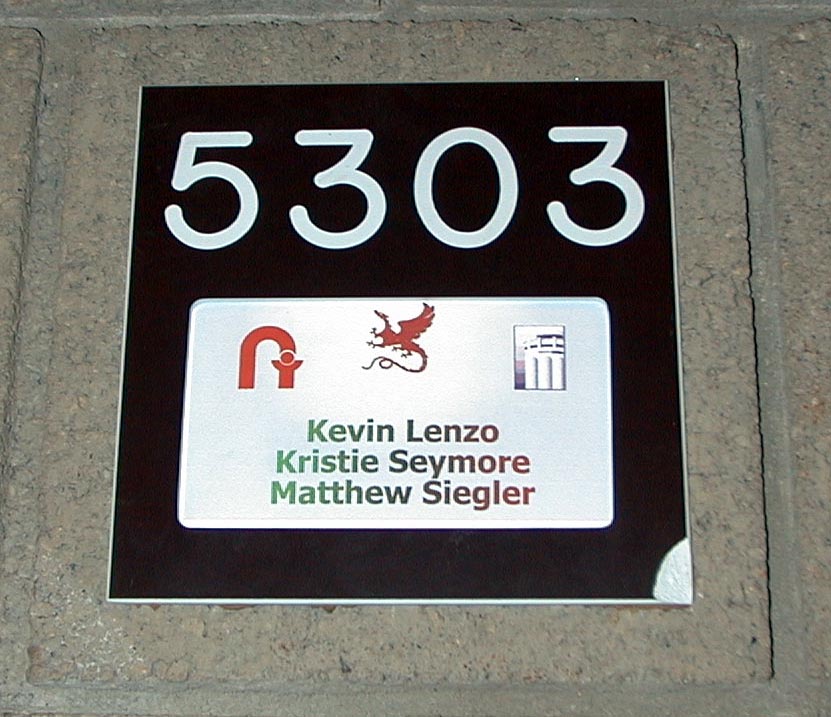 5303
Kevin Lenzo
Kristie Seymore
Matthew Siegler